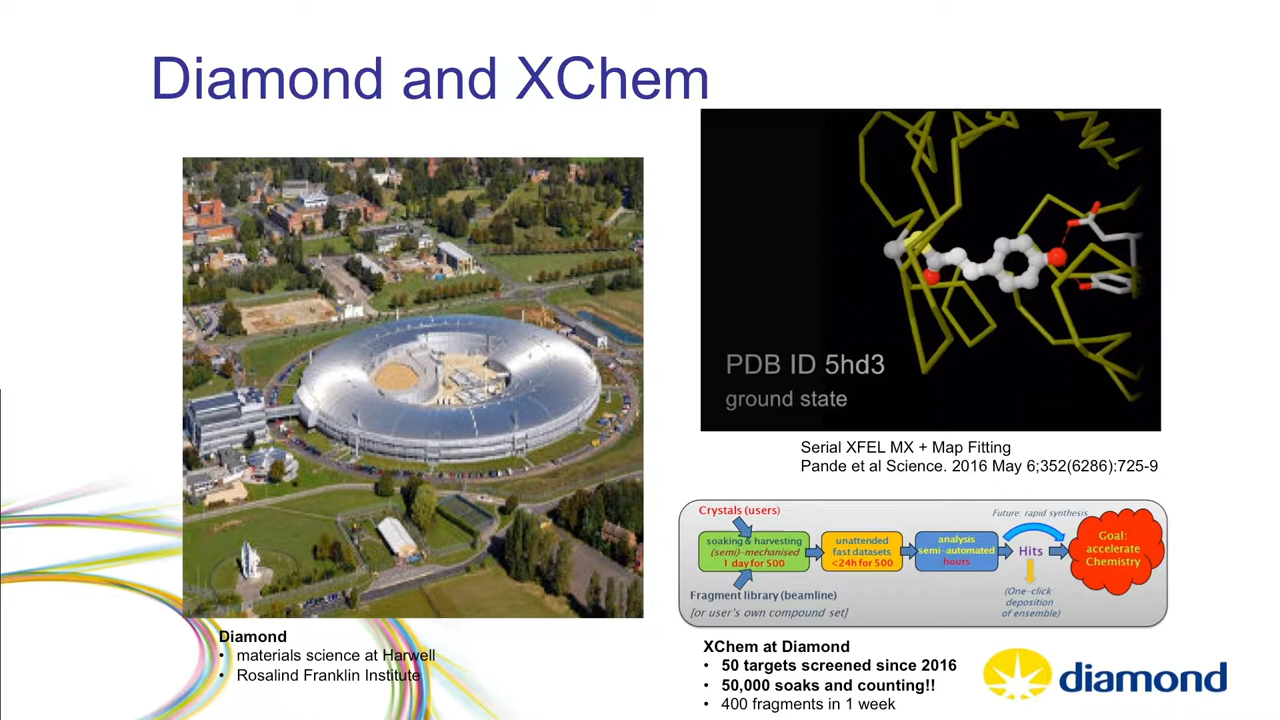 Diamond and XChem
PDB ID 5hd3
ground state
Serial XFEL MX + Map Fitting
Pande et al Science. 2016 May 6;352(6286):725-9
Crystals (users)
soaking & harvesting
(semi)-mechanised
1 day for 500
unattended
fast datasets
<24h for 500
analysis
semi-automated
hours
Future: rapid synthesis
Hits
Goal:
accelerate
Chemistry
Fragment library (beamline)
[or user's own compound set]
(One-click
deposition
of ensemble)
Diamond
• materials science at Harwell
• Rosalind Franklin Institute
XChem at Diamond
• 50 targets screened since 2016
• 50,000 soaks and counting!!
• 400 fragments in 1 week
diamond